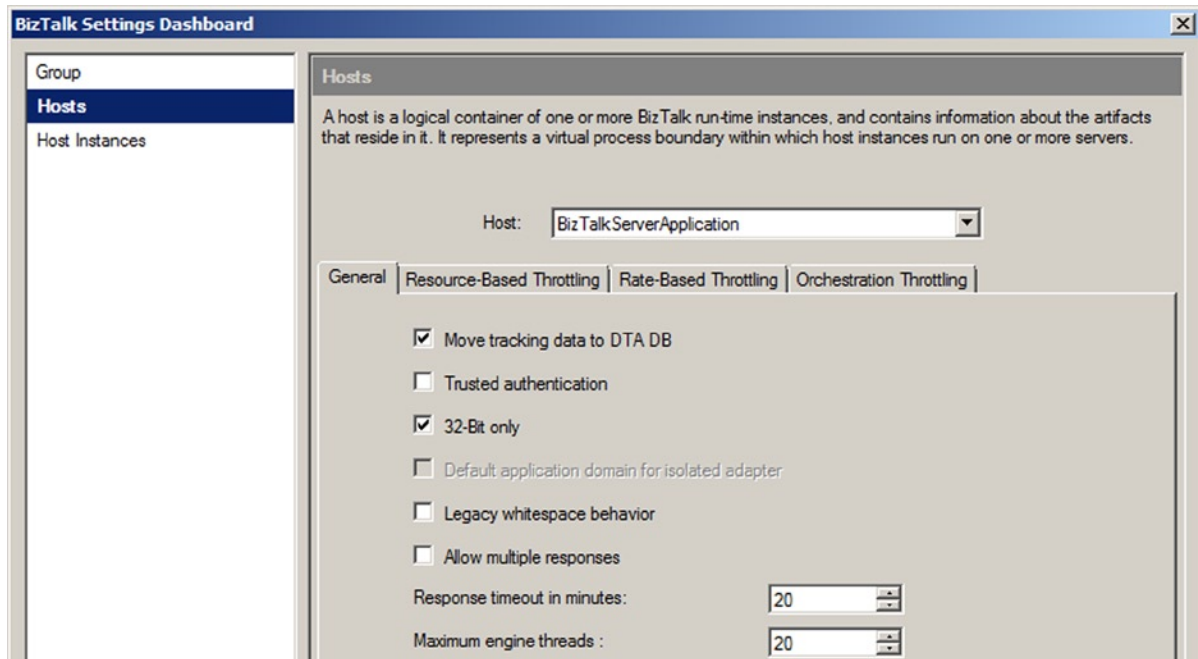 BizTalk Settings Dashboard
Group
Hosts
Host Instances
Hosts
A host is a logical container of one or more BizTalk run-time instances, and contains information about the artifacts
that reside in it. It represents a virtual process boundary within which host instances run on one or more servers.
Host: BizTalkServerApplication
General Resource-Based Throttling Rate-Based Throttling Orchestration Throttling
Move tracking data to DTA DB
Trusted authentication
32-Bit only
Default application domain for isolated adapter
Legacy whitespace behavior
Allow multiple responses
Response timeout in minutes: 20
Maximum engine threads : 20